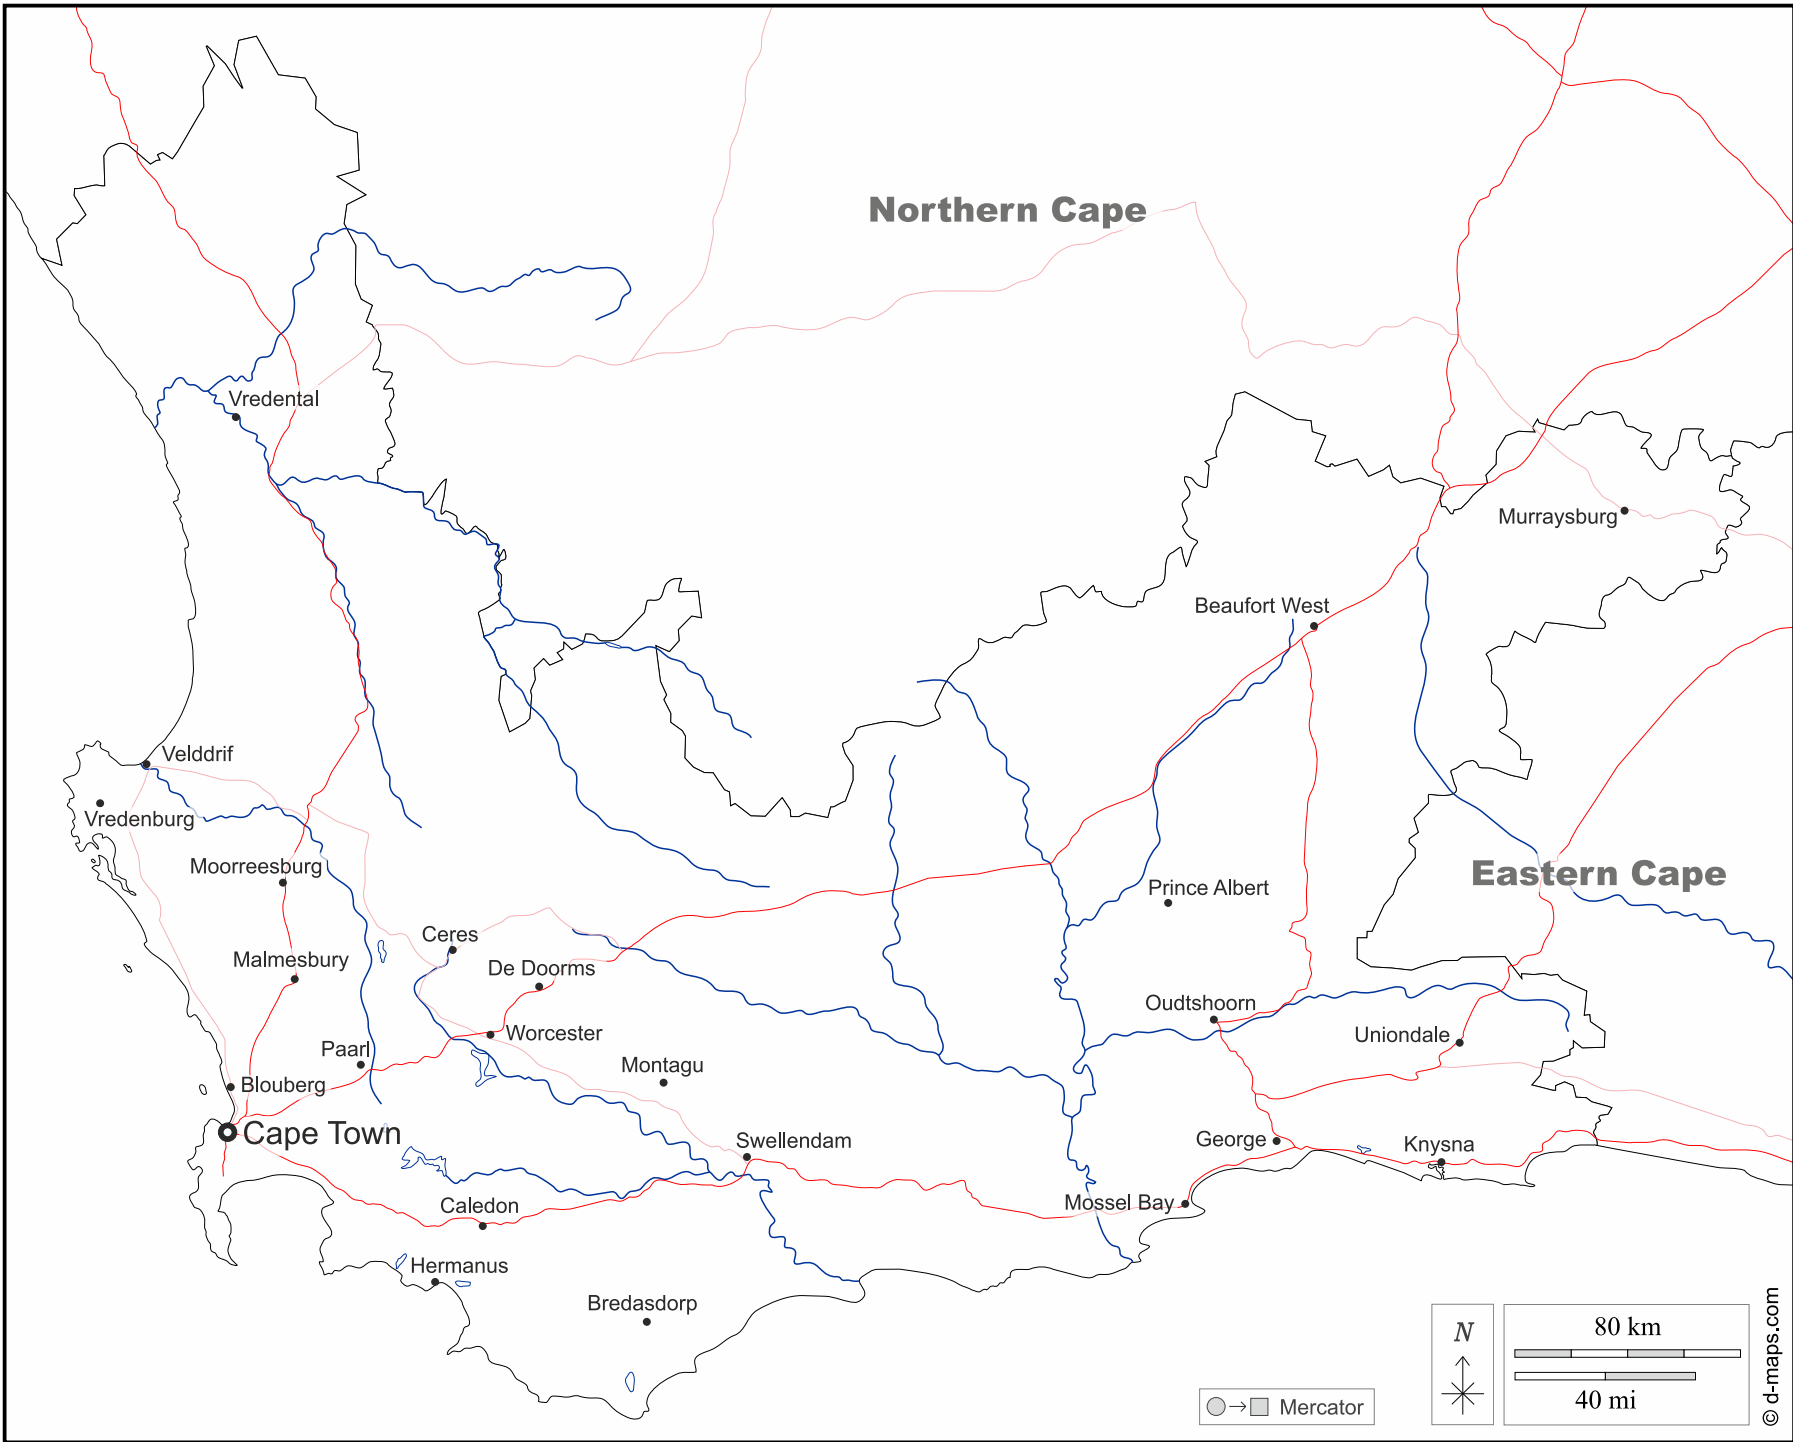 Northern Cape
Vredental
Murraysburg
Beaufort West
Velddrif
Vredenburg
Moorreesburg
Eastern Cape
Prince Albert
Ceres
Malmesbury
De Doorms
Oudtshoorn
Worcester
Uniondale
Paarl
Montagu
Blouberg
Cape Town
Swellendam
George
Knysna
Mossel Bay
Caledon
Hermanus
Bredasdorp
N
80 km
40 mi
Mercator
© d-maps.com